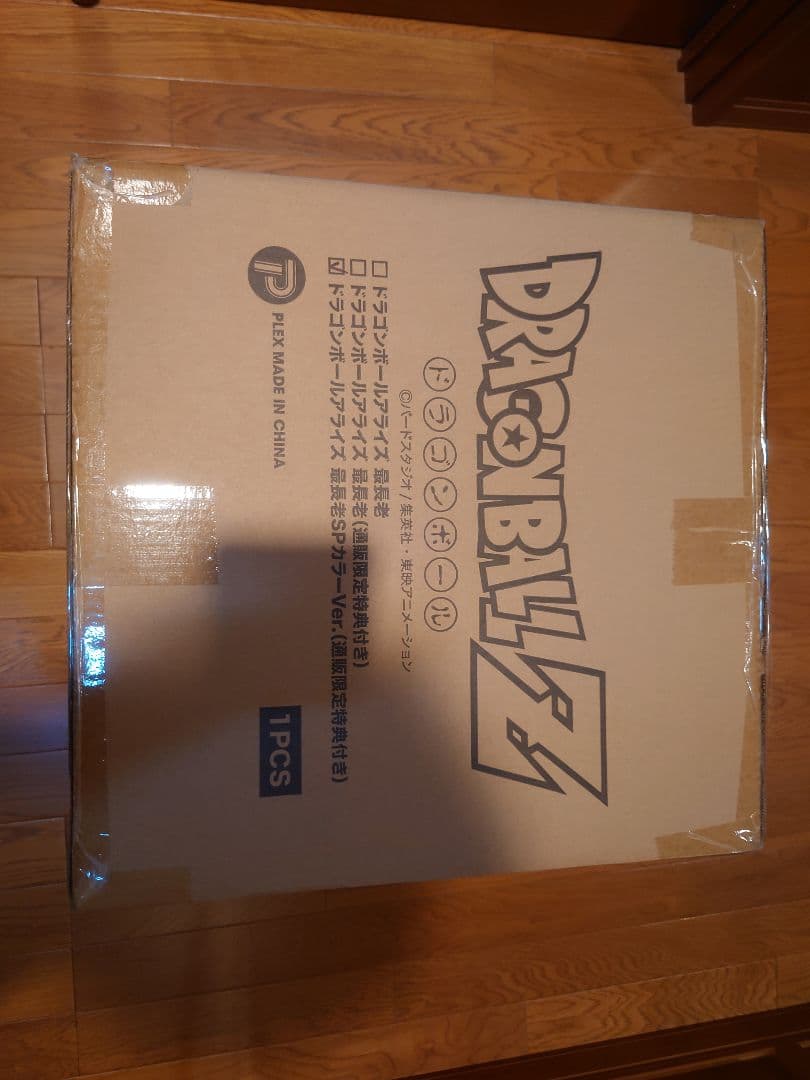 DRAGONBALL Z
ドラゴンボール
©バードスタジオ/集英社・東映アニメーション
□ ドラゴンボールアライズ 最長老
□ ドラゴンボールアライズ 最長老(通販限定特典付き)
☑ ドラゴンボールアライズ 最長老SPカラーVer.(通販限定特典付き)
P PLEX MADE IN CHINA
1PCS